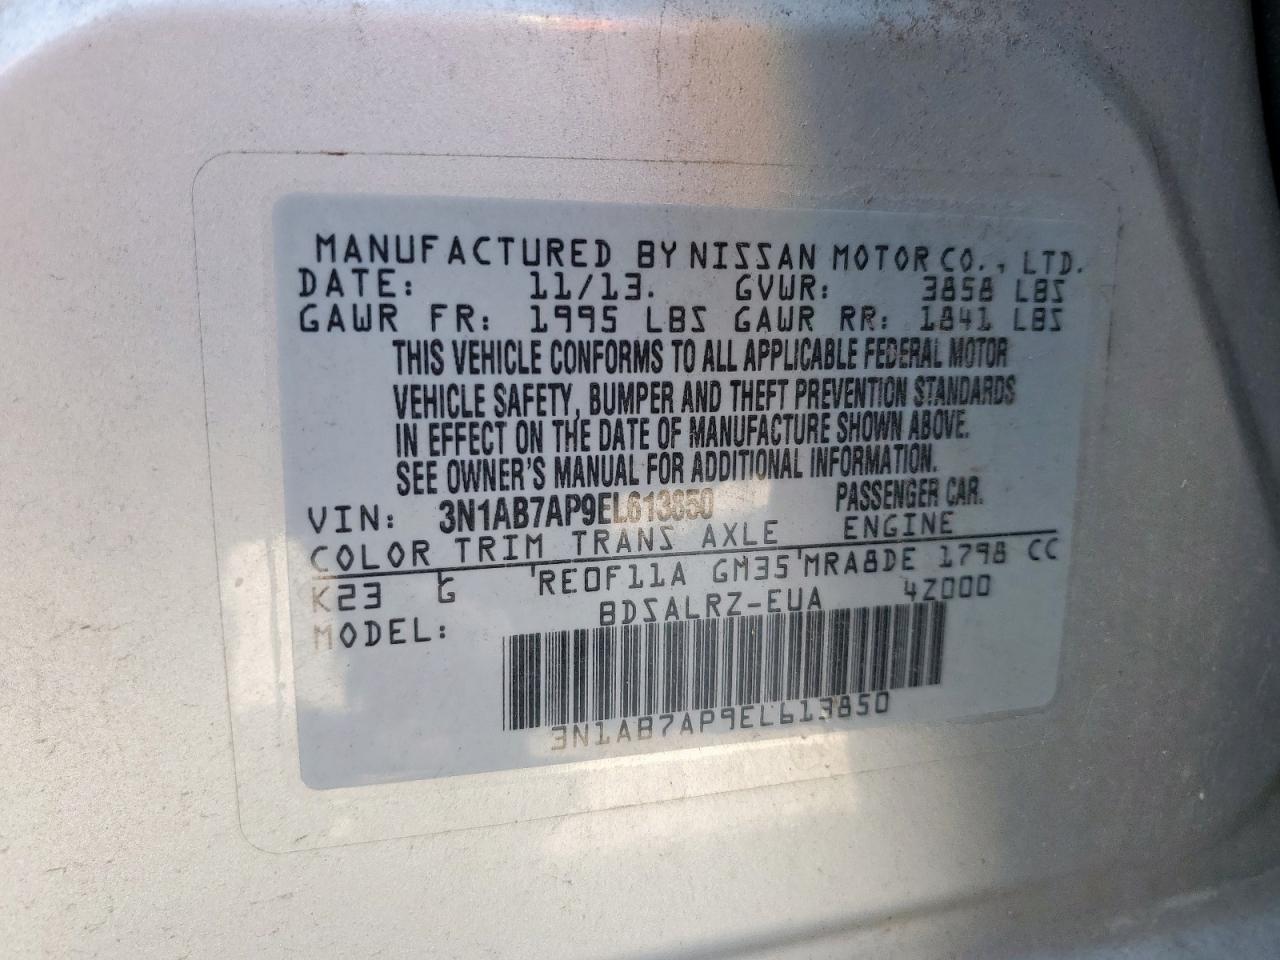 MANUFACTURED BY NISSAN MOTOR CO., LTD.
DATE: 11/13. GVWR: 3858 LBS
GAWR FR: 1995 LBS GAWR RR: 1841 LBS
THIS VEHICLE CONFORMS TO ALL APPLICABLE FEDERAL MOTOR
VEHICLE SAFETY, BUMPER AND THEFT PREVENTION STANDARDS
IN EFFECT ON THE DATE OF MANUFACTURE SHOWN ABOVE.
SEE OWNER'S MANUAL FOR ADDITIONAL INFORMATION.
VIN: 3N1AB7AP9EL613850 PASSENGER CAR.
COLOR TRIM TRANS AXLE ENGINE
K23 G RE0F11A GM35 MRA8DE 1798 CC
MODEL: BDSALRZ-EUA 4Z000
3N1AB7AP9EL613850